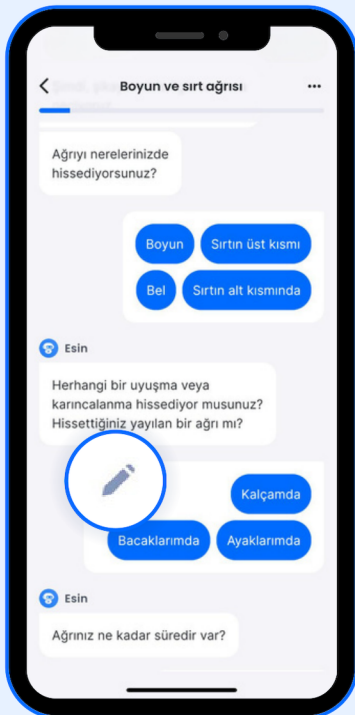 Boyun ve sırt ağrısı
Ağrıyı nerelerinizde
hissediyorsunuz?
Boyun Sırtın üst kısmı
Bel Sırtın alt kısmında
Esin
Herhangi bir uyuşma veya
karıncalanma hissediyor musunuz?
Hissettiğiniz yayılan bir ağrı mı?
Kalçamda
Bacaklarımda Ayaklarımda
Esin
Ağrınız ne kadar süredir var?